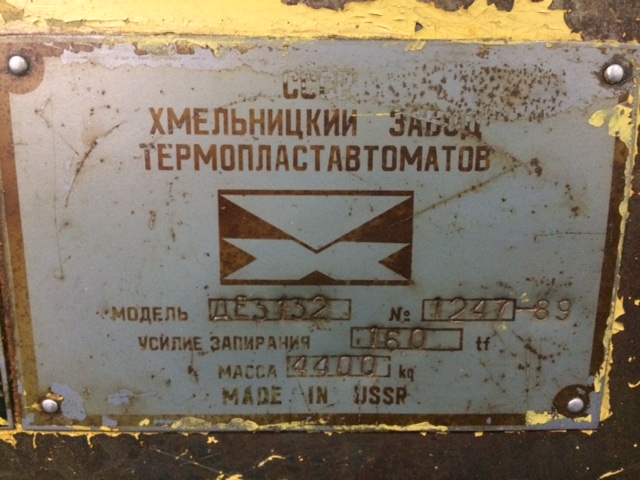 СССР
ХМЕЛЬНИЦКИЙ ЗАВОД
ТЕРМОПЛАСТАВТОМАТОВ
МОДЕЛЬ ДЕ3132 № 1247-89
УСИЛИЕ ЗАПИРАНИЯ 160 tf
МАССА 4400 kg
MADE IN USSR